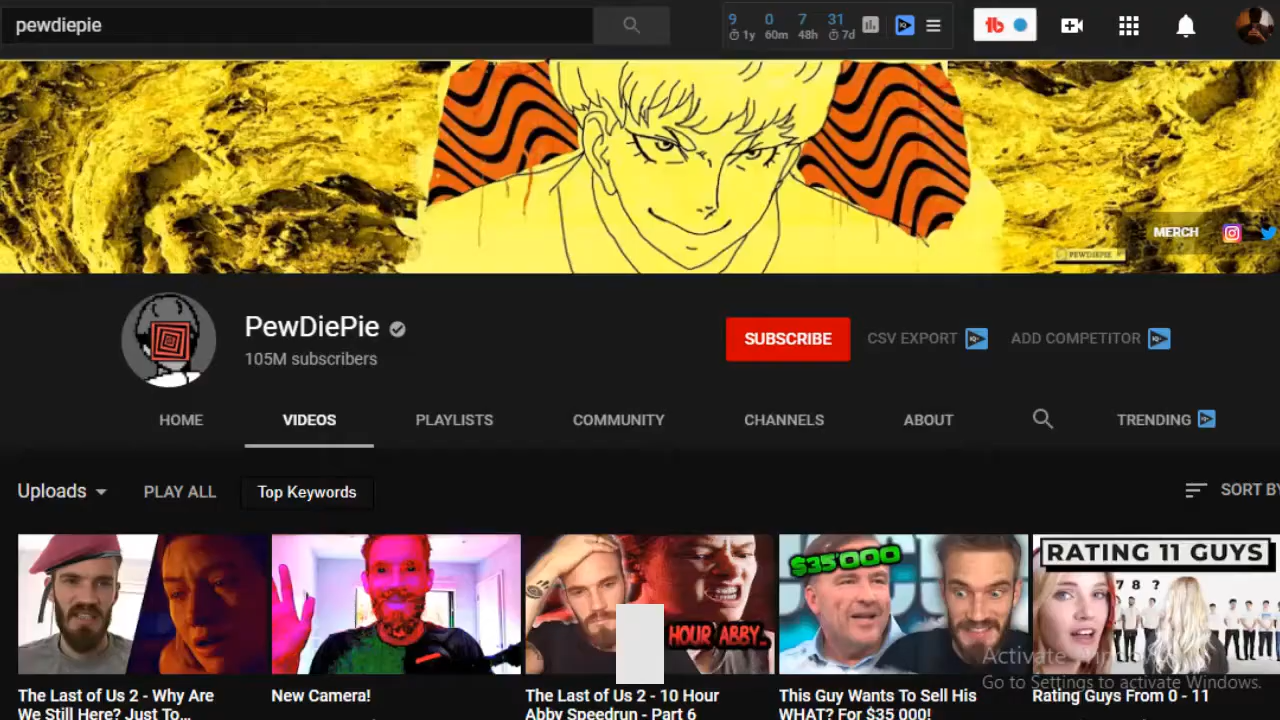 pewdiepie
9 0 7 31
1y 60m 48h 7d
MERCH
PEWDIEPIE
PewDiePie
105M subscribers
SUBSCRIBE
CSV EXPORT
ADD COMPETITOR
HOME
VIDEOS
PLAYLISTS
COMMUNITY
CHANNELS
ABOUT
TRENDING
Uploads
PLAY ALL
Top Keywords
SORT BY
HOUR ABBY..
$35'000
RATING 11 GUYS
7 8 ?
The Last of Us 2 - Why Are
We Still Here? Just To...
New Camera!
The Last of Us 2 - 10 Hour
Abby Speedrun - Part 6
This Guy Wants To Sell His
WHAT? For $35 000!
Rating Guys From 0 - 11
Activate Windows
Go to Settings to activate Windows.